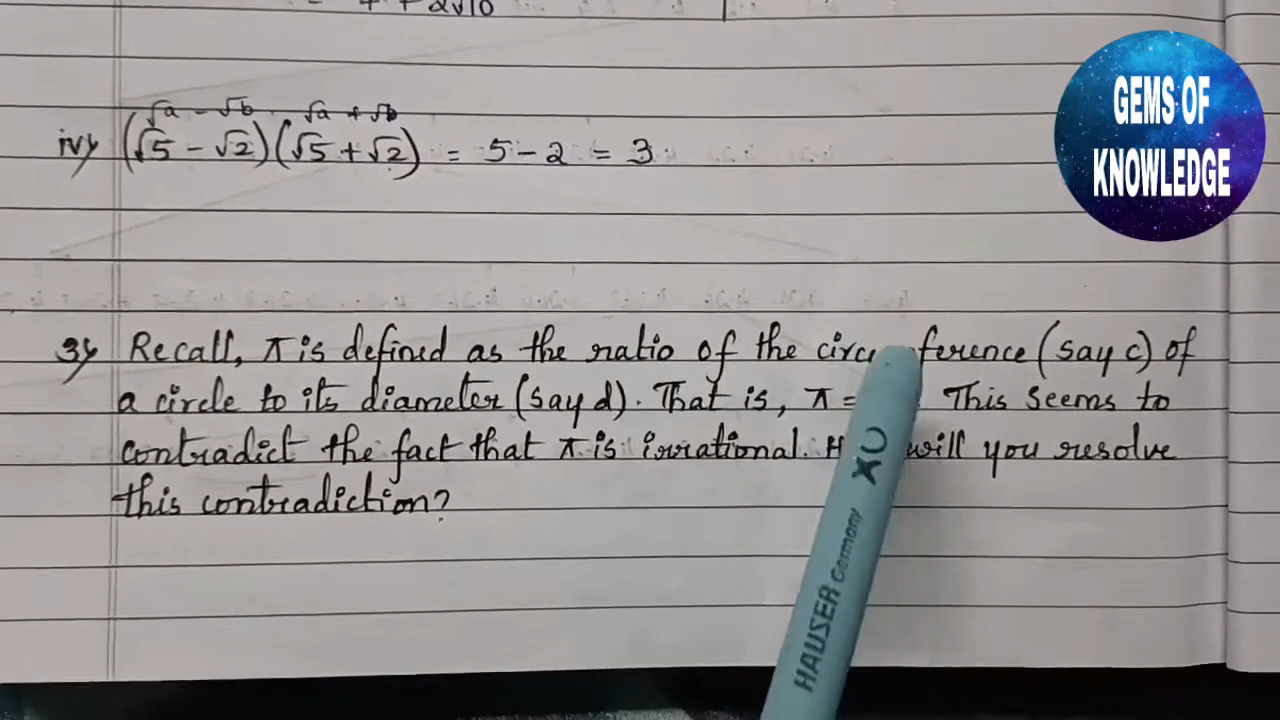 iv) (√5 - √2)(√5 + √2) = 5 - 2 = 3
√a - √b √a + √b
GEMS OF
KNOWLEDGE
3) Recall, π is defined as the ratio of the ference (say c) of
a circle to its diameter (say d). That is, π = This seems to
contradict the fact that π is irrational. will you resolve
this contradiction?
HAUSER Germany XO